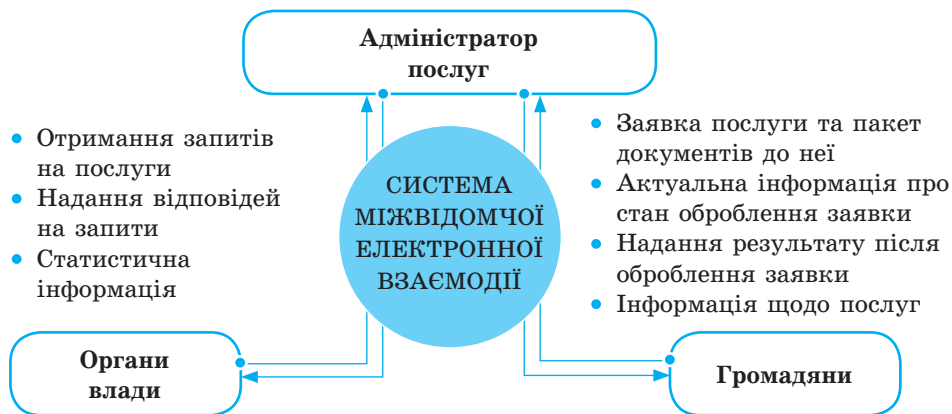 Адміністратор
послуг
• Отримання запитів
на послуги
• Надання відповідей
на запити
• Статистична
інформація
СИСТЕМА
МІЖВІДОМЧОЇ
ЕЛЕКТРОННОЇ
ВЗАЄМОДІЇ
• Заявка послуги та пакет
документів до неї
• Актуальна інформація про
стан оброблення заявки
• Надання результату після
оброблення заявки
• Інформація щодо послуг
Органи
влади
Громадяни